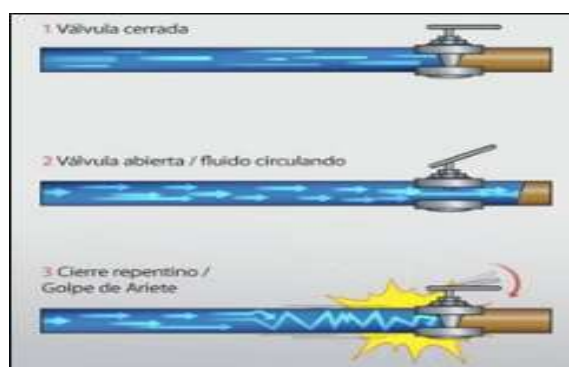 1 Válvula cerrada
2 Válvula abierta / fluido circulando
3 Cierre repentino /
Golpe de Ariete